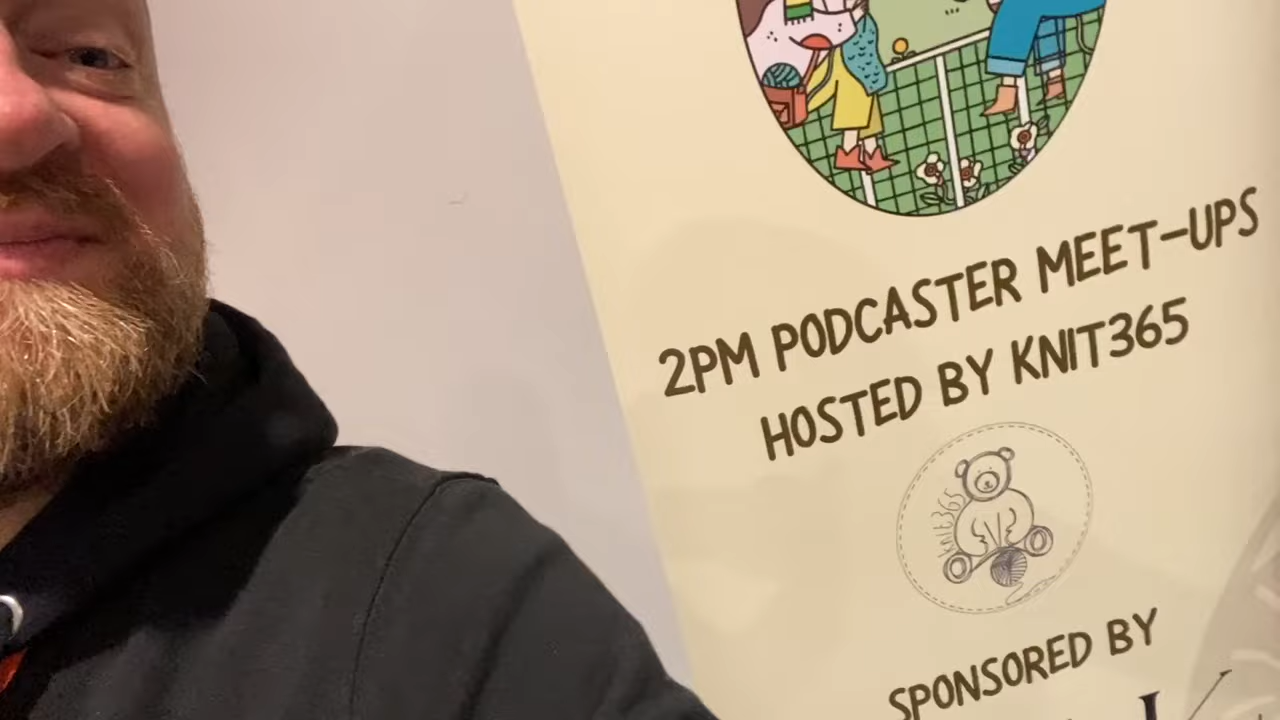 2PM PODCASTER MEET-UPS
HOSTED BY KNIT365
KNIT365
SPONSORED BY